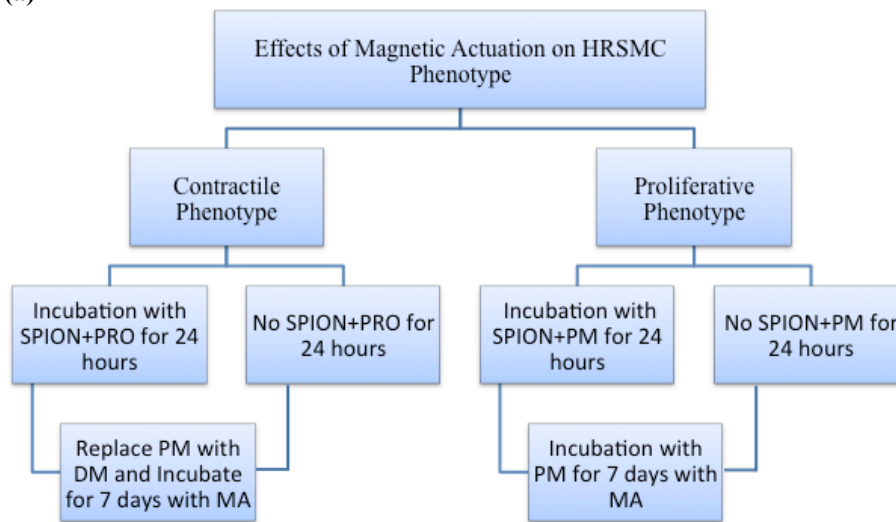 Effects of Magnetic Actuation on HRSMC
Phenotype
Contractile
Phenotype
Proliferative
Phenotype
Incubation with
SPION+PRO for 24
hours
No SPION+PRO for
24 hours
Incubation with
SPION+PM for 24
hours
No SPION+PM for
24 hours
Replace PM with
DM and Incubate
for 7 days with MA
Incubation with
PM for 7 days with
MA